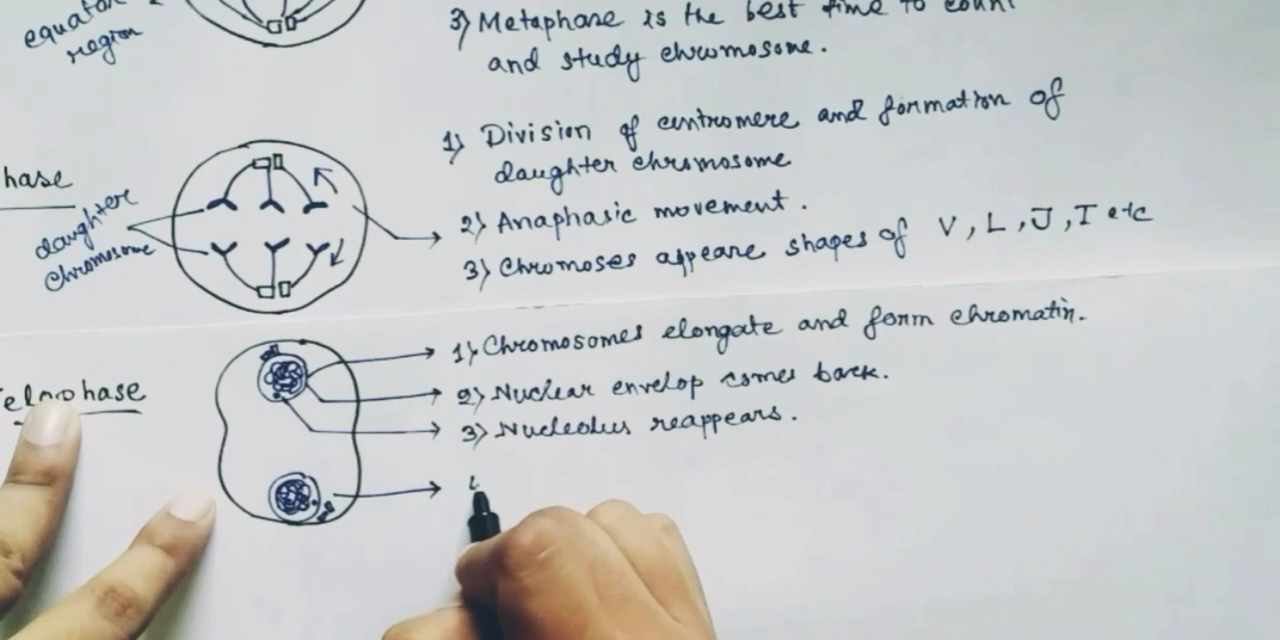 equator
region
3) Metaphase is the best time to count
and study chromosome.
hase
daughter
chromosome
1) Division of centromere and formation of
daughter chromosome
2) Anaphasic movement.
3) Chromoses appeare shapes of V, L, J, T etc
elophase
1) Chromosomes elongate and form chromatin.
2) Nuclear envelop comes back.
3) Nucleolus reappears.